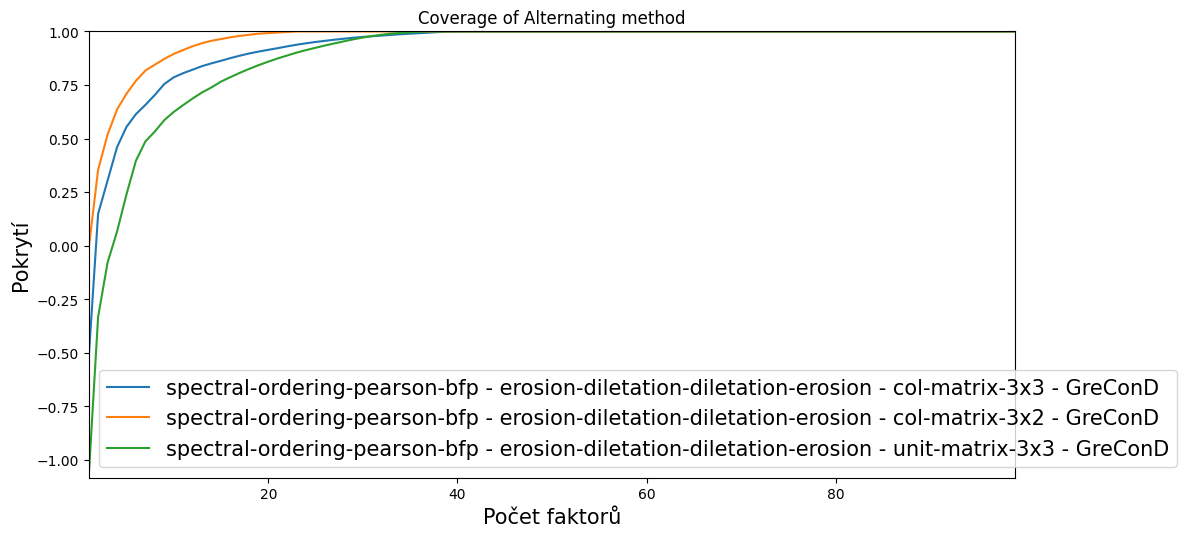 Coverage of Alternating method
1.00
0.75
0.50
0.25
0.00
−0.25
−0.50
−0.75
−1.00
Pokrytí
spectral-ordering-pearson-bfp - erosion-diletation-diletation-erosion - col-matrix-3x3 - GreConD
spectral-ordering-pearson-bfp - erosion-diletation-diletation-erosion - col-matrix-3x2 - GreConD
spectral-ordering-pearson-bfp - erosion-diletation-diletation-erosion - unit-matrix-3x3 - GreConD
20 40 60 80
Počet faktorů